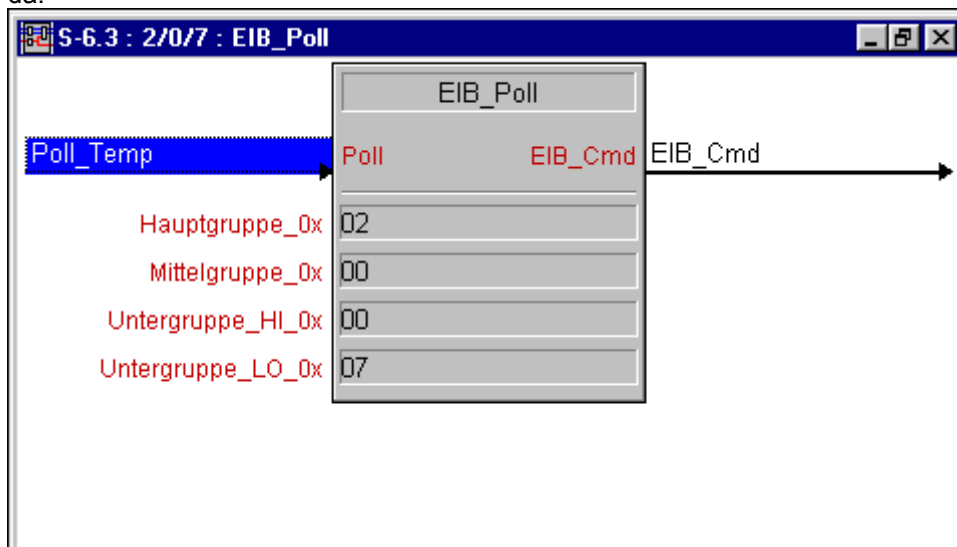 da.
S-6.3 : 2/0/7 : EIB_Poll
EIB_Poll
Poll_Temp Poll EIB_Cmd EIB_Cmd
Hauptgruppe_0x 02
Mittelgruppe_0x 00
Untergruppe_HI_0x 00
Untergruppe_LO_0x 07